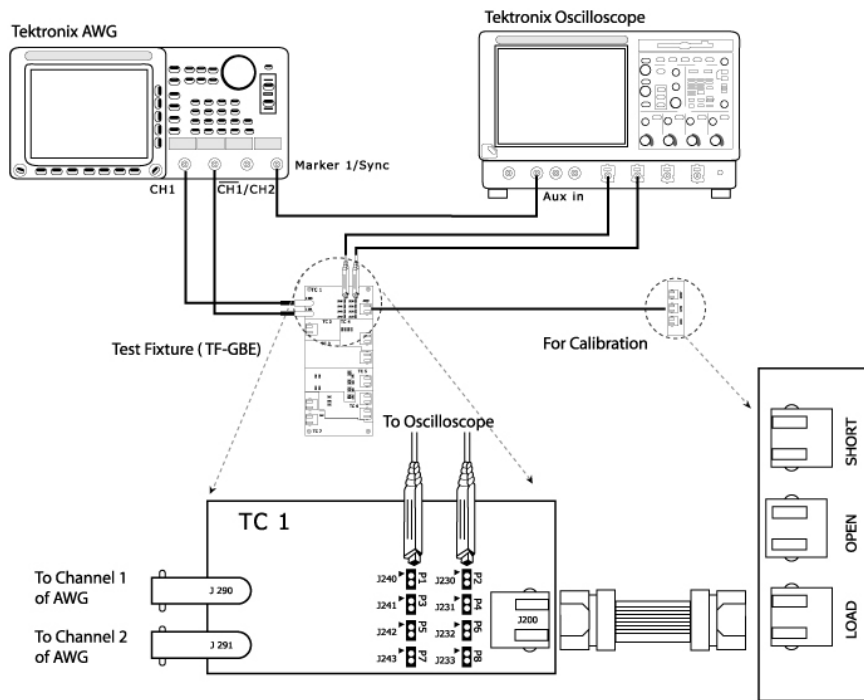 Tektronix AWG
Tektronix Oscilloscope
Marker 1/Sync
CH1
CH1/CH2
Aux in
TC 1
Test Fixture ( TF-GBE)
For Calibration
To Oscilloscope
TC 1
SHORT
OPEN
LOAD
To Channel 1
of AWG
J 290
To Channel 2
of AWG
J 291
J240 P1 J230 P2
J241 P3 J231 P4
J242 P5 J232 P6
J243 P7 J233 P8
J200